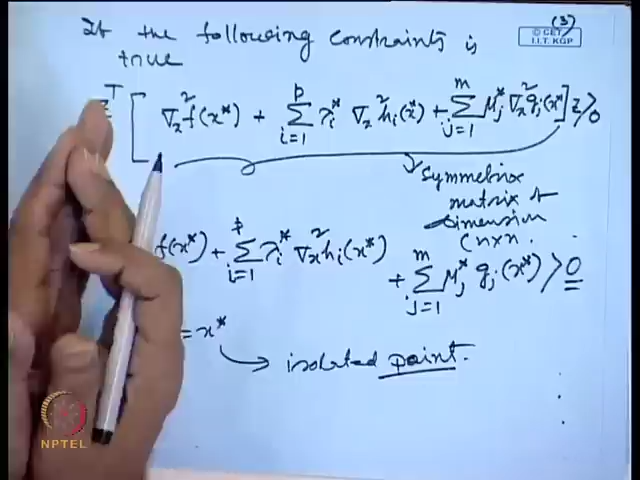 (3)
If the following constraints is
© CET
I.I.T. KGP
true
z^T [ ∇_x^2 f(x*) + Σ_{i=1}^{p} λ_i* ∇_x^2 h_i(x*) + Σ_{j=1}^{m} μ_j* ∇_x^2 g_j(x*) ] z ≥ 0
Symmetrix
matrix of
dimension
(n×n.
f(x*) + Σ_{i=1}^{p} λ_i* ∇_x^2 h_i(x*)
+ Σ_{j=1}^{m} μ_j* g_j(x*) > 0
= x*
isolated point.
NPTEL